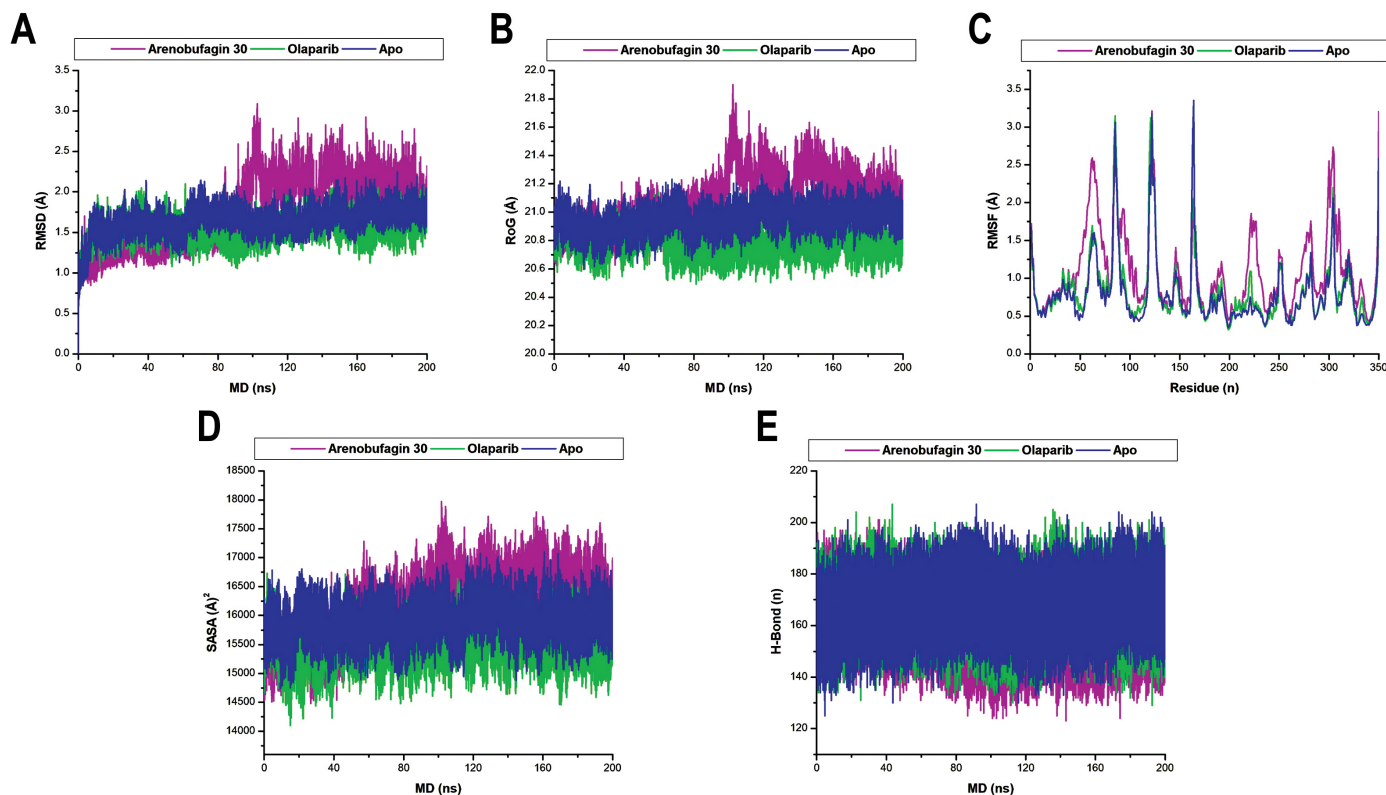 A
Arenobufagin 30 Olaparib Apo
3.5
3.0
2.5
2.0
1.5
1.0
0.5
0.0
RMSD (Å)
0 40 80 120 160 200
MD (ns)
B
Arenobufagin 30 Olaparib Apo
22.0
21.8
21.6
21.4
21.2
21.0
20.8
20.6
20.4
20.2
20.0
RoG (Å)
0 40 80 120 160 200
MD (ns)
C
Arenobufagin 30 Olaparib Apo
3.5
3.0
2.5
2.0
1.5
1.0
0.5
0.0
RMSF (Å)
0 50 100 150 200 250 300 350
Residue (n)
D
Arenobufagin 30 Olaparib Apo
18500
18000
17500
17000
16500
16000
15500
15000
14500
14000
SASA (Å)²
0 40 80 120 160 200
MD (ns)
E
Arenobufagin 30 Olaparib Apo
220
200
180
160
140
120
H-Bond (n)
0 40 80 120 160 200
MD (ns)